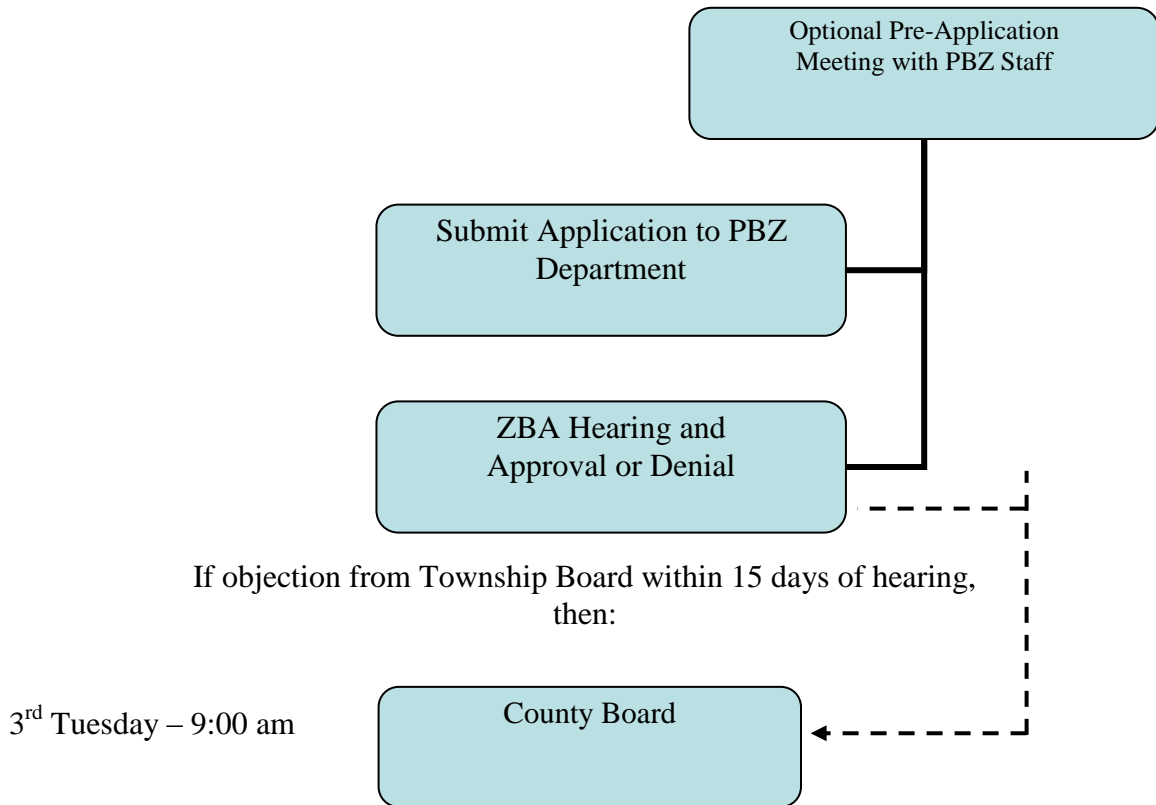 Optional Pre-Application
Meeting with PBZ Staff
Submit Application to PBZ
Department
ZBA Hearing and
Approval or Denial
If objection from Township Board within 15 days of hearing,
then:
3rd Tuesday – 9:00 am
County Board